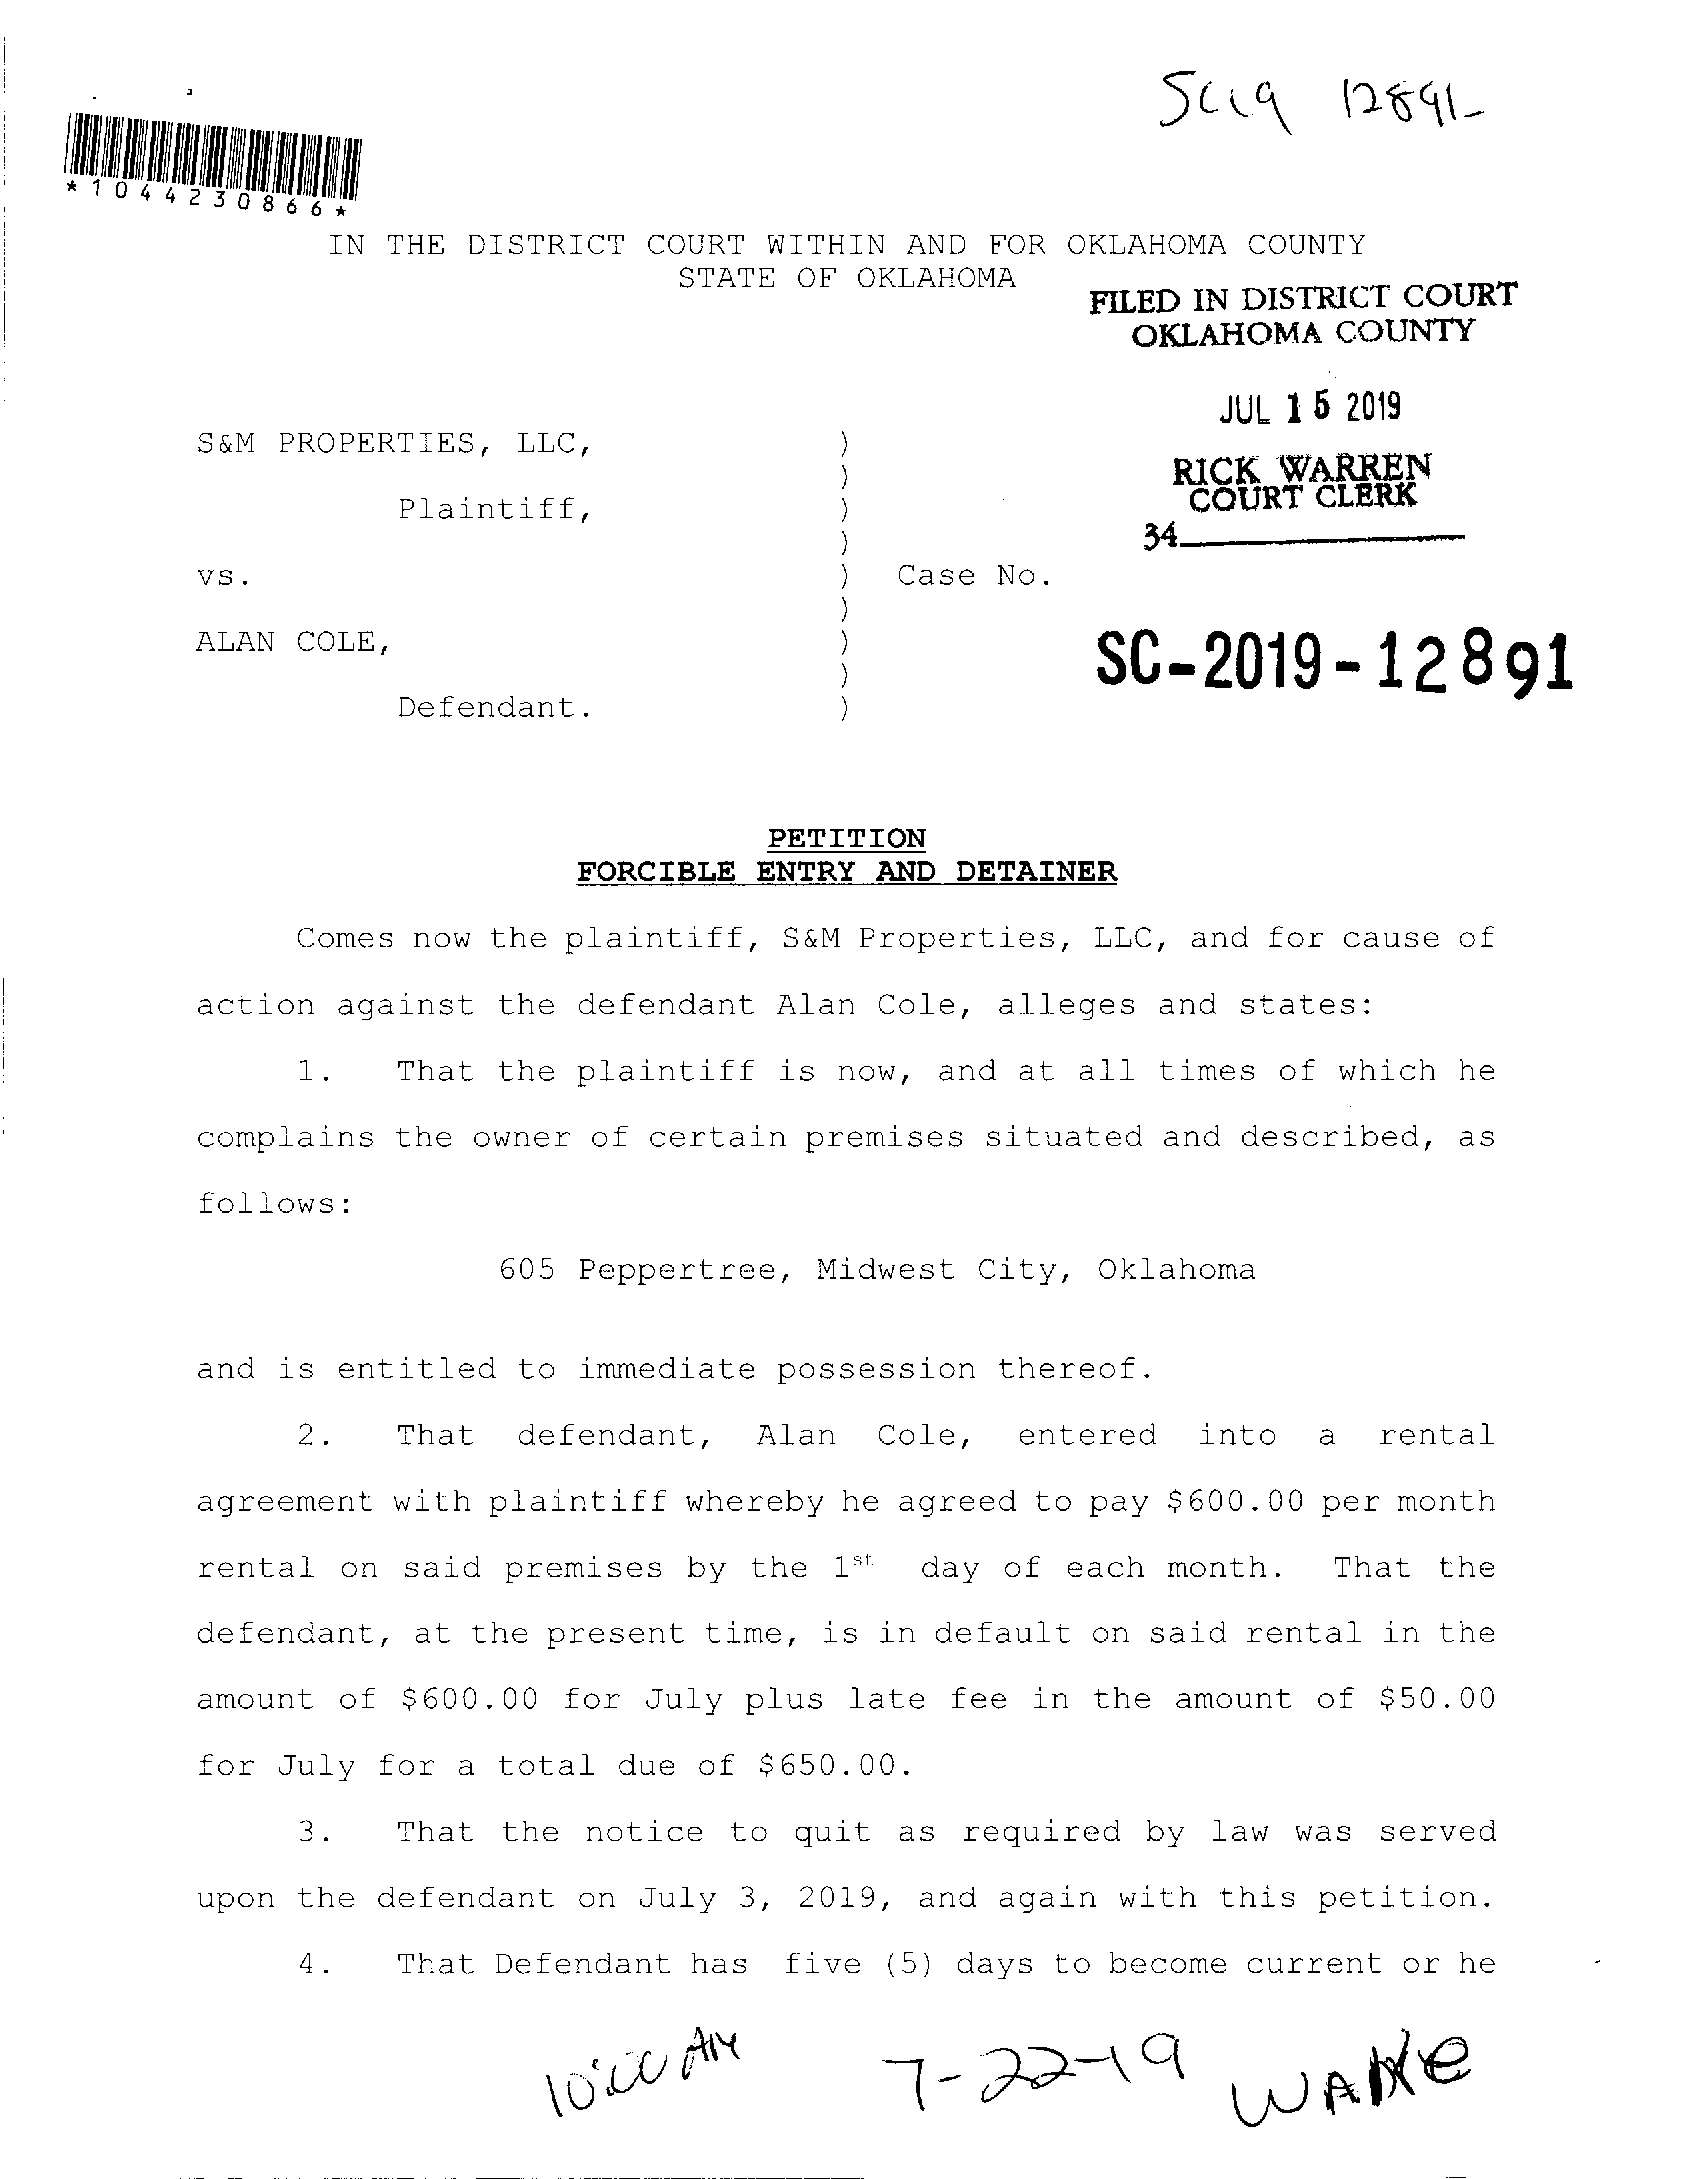 SC19 12891
*1044230866*
IN THE DISTRICT COURT WITHIN AND FOR OKLAHOMA COUNTY
STATE OF OKLAHOMA
FILED IN DISTRICT COURT
OKLAHOMA COUNTY
JUL 15 2019
RICK WARREN
COURT CLERK
34
S&M PROPERTIES, LLC, )
)
Plaintiff, )
)
vs. ) Case No.
)
ALAN COLE, )
SC-2019-12891
)
Defendant. )
PETITION
FORCIBLE ENTRY AND DETAINER
Comes now the plaintiff, S&M Properties, LLC, and for cause of
action against the defendant Alan Cole, alleges and states:
1. That the plaintiff is now, and at all times of which he
complains the owner of certain premises situated and described, as
follows:
605 Peppertree, Midwest City, Oklahoma
and is entitled to immediate possession thereof.
2. That defendant, Alan Cole, entered into a rental
agreement with plaintiff whereby he agreed to pay $600.00 per month
rental on said premises by the 1st day of each month. That the
defendant, at the present time, is in default on said rental in the
amount of $600.00 for July plus late fee in the amount of $50.00
for July for a total due of $650.00.
3. That the notice to quit as required by law was served
upon the defendant on July 3, 2019, and again with this petition.
4. That Defendant has five (5) days to become current or he
10:00 AM 7-22-19